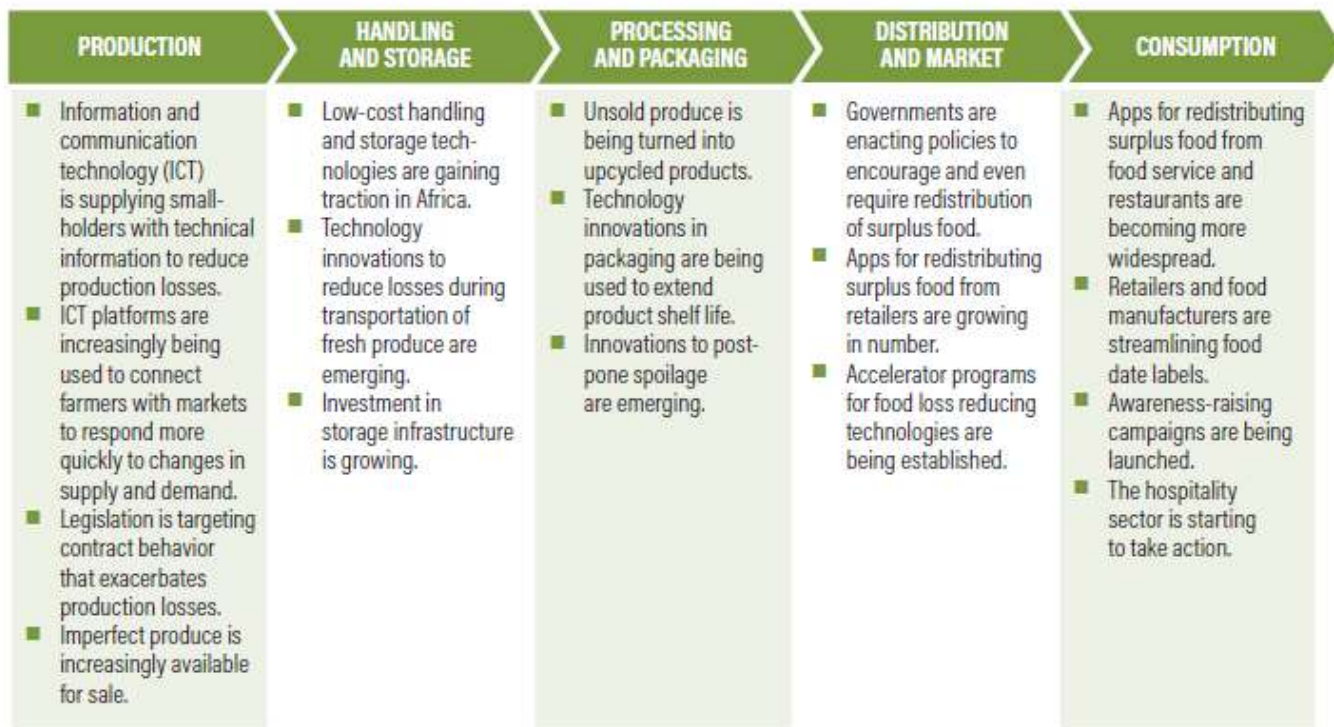 PRODUCTION
Information and
communication
technology (ICT)
is supplying small-
holders with technical
information to reduce
production losses.
ICT platforms are
increasingly being
used to connect
farmers with markets
to respond more
quickly to changes in
supply and demand.
Legislation is targeting
contract behavior
that exacerbates
production losses.
Imperfect produce is
increasingly available
for sale.
HANDLING
AND STORAGE
Low-cost handling
and storage tech-
nologies are gaining
traction in Africa.
Technology
innovations to
reduce losses during
transportation of
fresh produce are
emerging.
Investment in
storage infrastructure
is growing.
PROCESSING
AND PACKAGING
Unsold produce is
being turned into
upcycled products.
Technology
innovations in
packaging are being
used to extend
product shelf life.
Innovations to post-
pone spoilage
are emerging.
DISTRIBUTION
AND MARKET
Governments are
enacting policies to
encourage and even
require redistribution
of surplus food.
Apps for redistributing
surplus food from
retailers are growing
in number.
Accelerator programs
for food loss reducing
technologies are
being established.
CONSUMPTION
Apps for redistributing
surplus food from
food service and
restaurants are
becoming more
widespread.
Retailers and food
manufacturers are
streamlining food
date labels.
Awareness-raising
campaigns are being
launched.
The hospitality
sector is starting
to take action.